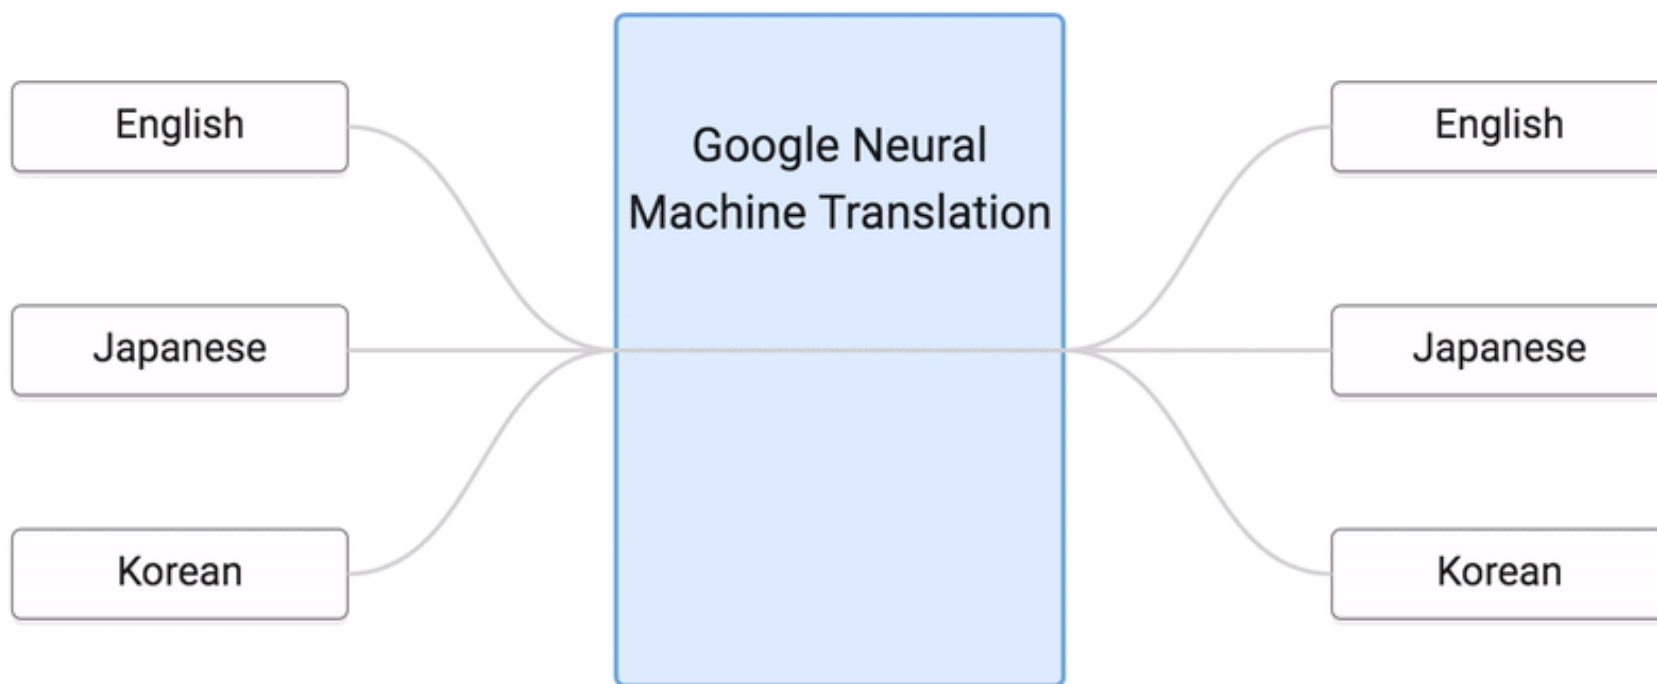 English
Japanese
Korean
Google Neural
Machine Translation
English
Japanese
Korean